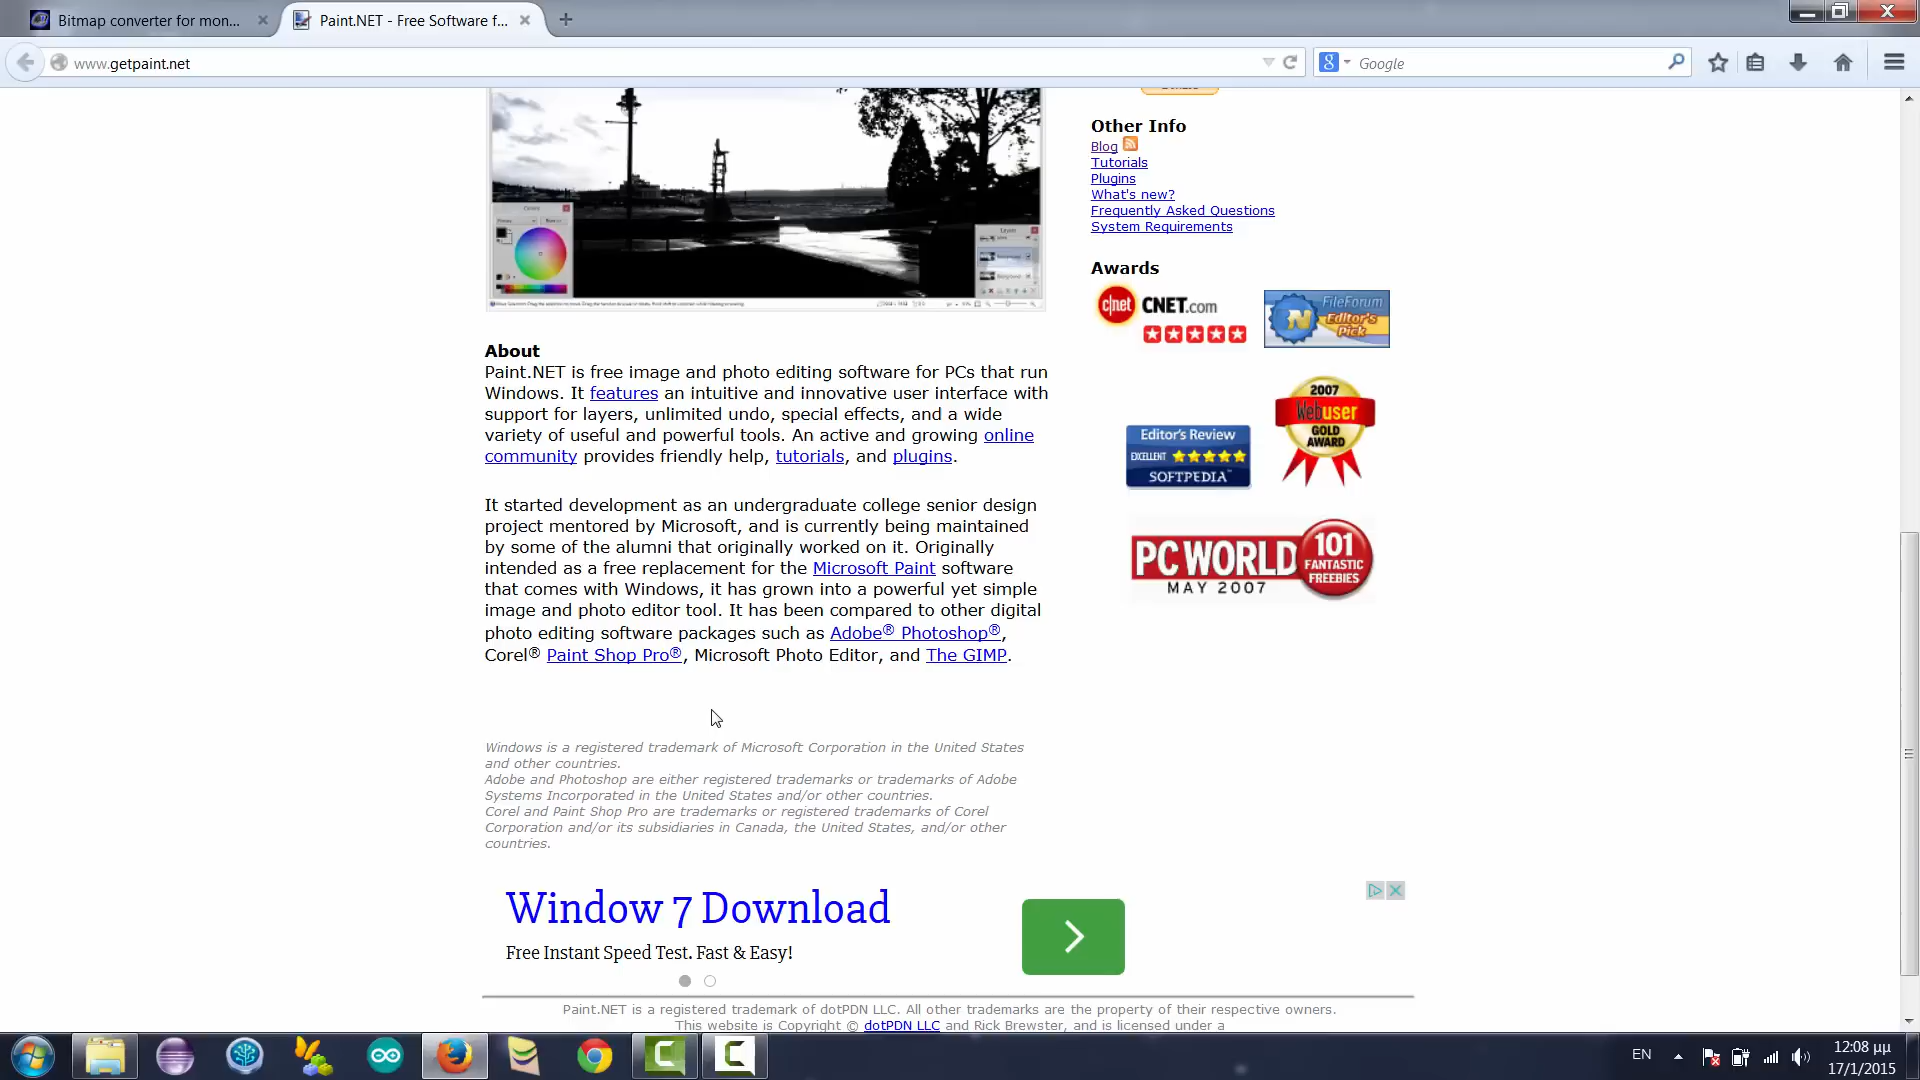 Bitmap converter for mon...
Paint.NET - Free Software f...
www.getpaint.net
Google
Other Info
Blog
Tutorials
Plugins
What's new?
Frequently Asked Questions
System Requirements
Awards
c|net CNET.com
FileForum
Editor's
Pick
2007
Webuser
GOLD
AWARD
Editor's Review
EXCELLENT
SOFTPEDIA
PC WORLD
MAY 2007
101
FANTASTIC
FREEBIES
About
Paint.NET is free image and photo editing software for PCs that run
Windows. It features an intuitive and innovative user interface with
support for layers, unlimited undo, special effects, and a wide
variety of useful and powerful tools. An active and growing online
community provides friendly help, tutorials, and plugins.
It started development as an undergraduate college senior design
project mentored by Microsoft, and is currently being maintained
by some of the alumni that originally worked on it. Originally
intended as a free replacement for the Microsoft Paint software
that comes with Windows, it has grown into a powerful yet simple
image and photo editor tool. It has been compared to other digital
photo editing software packages such as Adobe® Photoshop®,
Corel® Paint Shop Pro®, Microsoft Photo Editor, and The GIMP.
Windows is a registered trademark of Microsoft Corporation in the United States
and other countries.
Adobe and Photoshop are either registered trademarks or trademarks of Adobe
Systems Incorporated in the United States and/or other countries.
Corel and Paint Shop Pro are trademarks or registered trademarks of Corel
Corporation and/or its subsidiaries in Canada, the United States, and/or other
countries.
Window 7 Download
Free Instant Speed Test. Fast & Easy!
Paint.NET is a registered trademark of dotPDN LLC. All other trademarks are the property of their respective owners.
This website is Copyright © dotPDN LLC and Rick Brewster, and is licensed under a
EN
12:08 μμ
17/1/2015